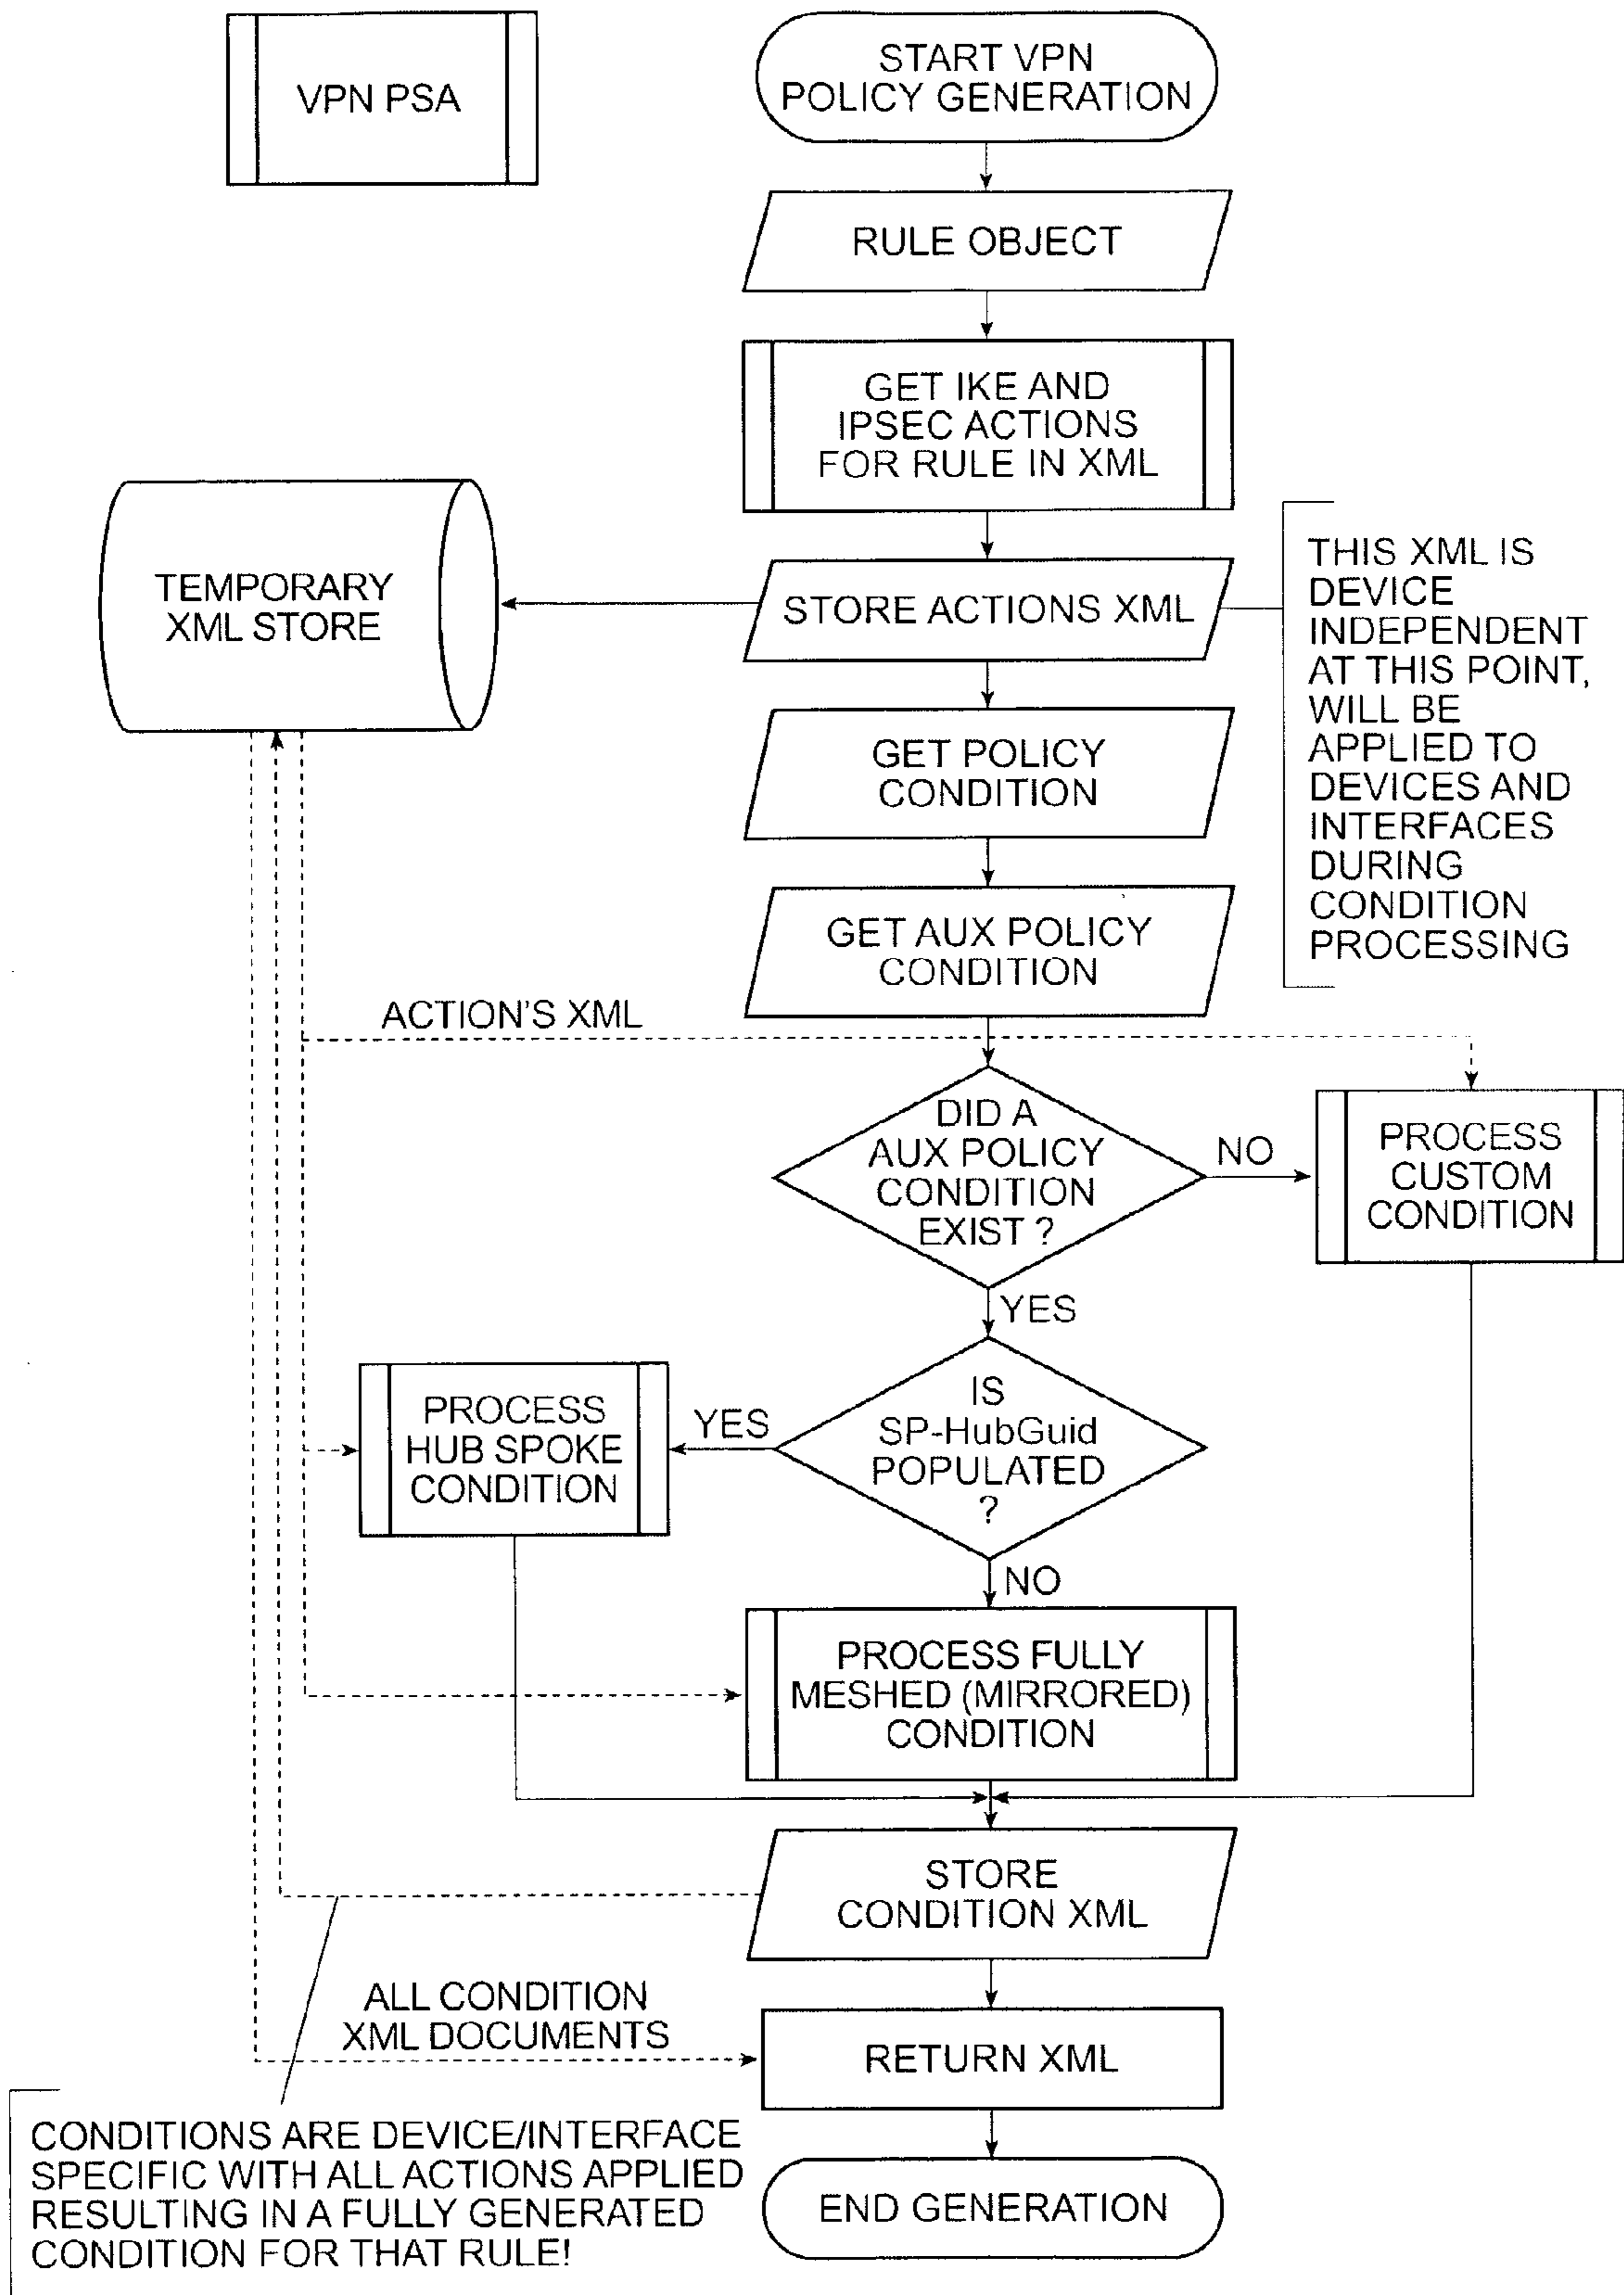 VPN PSA
START VPN
POLICY GENERATION
RULE OBJECT
GET IKE AND
IPSEC ACTIONS
FOR RULE IN XML
TEMPORARY
XML STORE
STORE ACTIONS XML
THIS XML IS
DEVICE
INDEPENDENT
AT THIS POINT,
WILL BE
APPLIED TO
DEVICES AND
INTERFACES
DURING
CONDITION
PROCESSING
GET POLICY
CONDITION
GET AUX POLICY
CONDITION
ACTION'S XML
DID A
AUX POLICY
CONDITION
EXIST ?
NO
PROCESS
CUSTOM
CONDITION
YES
PROCESS
HUB SPOKE
CONDITION
YES
IS
SP-HubGuid
POPULATED
?
NO
PROCESS FULLY
MESHED (MIRRORED)
CONDITION
STORE
CONDITION XML
ALL CONDITION
XML DOCUMENTS
RETURN XML
CONDITIONS ARE DEVICE/INTERFACE
SPECIFIC WITH ALL ACTIONS APPLIED
RESULTING IN A FULLY GENERATED
CONDITION FOR THAT RULE!
END GENERATION